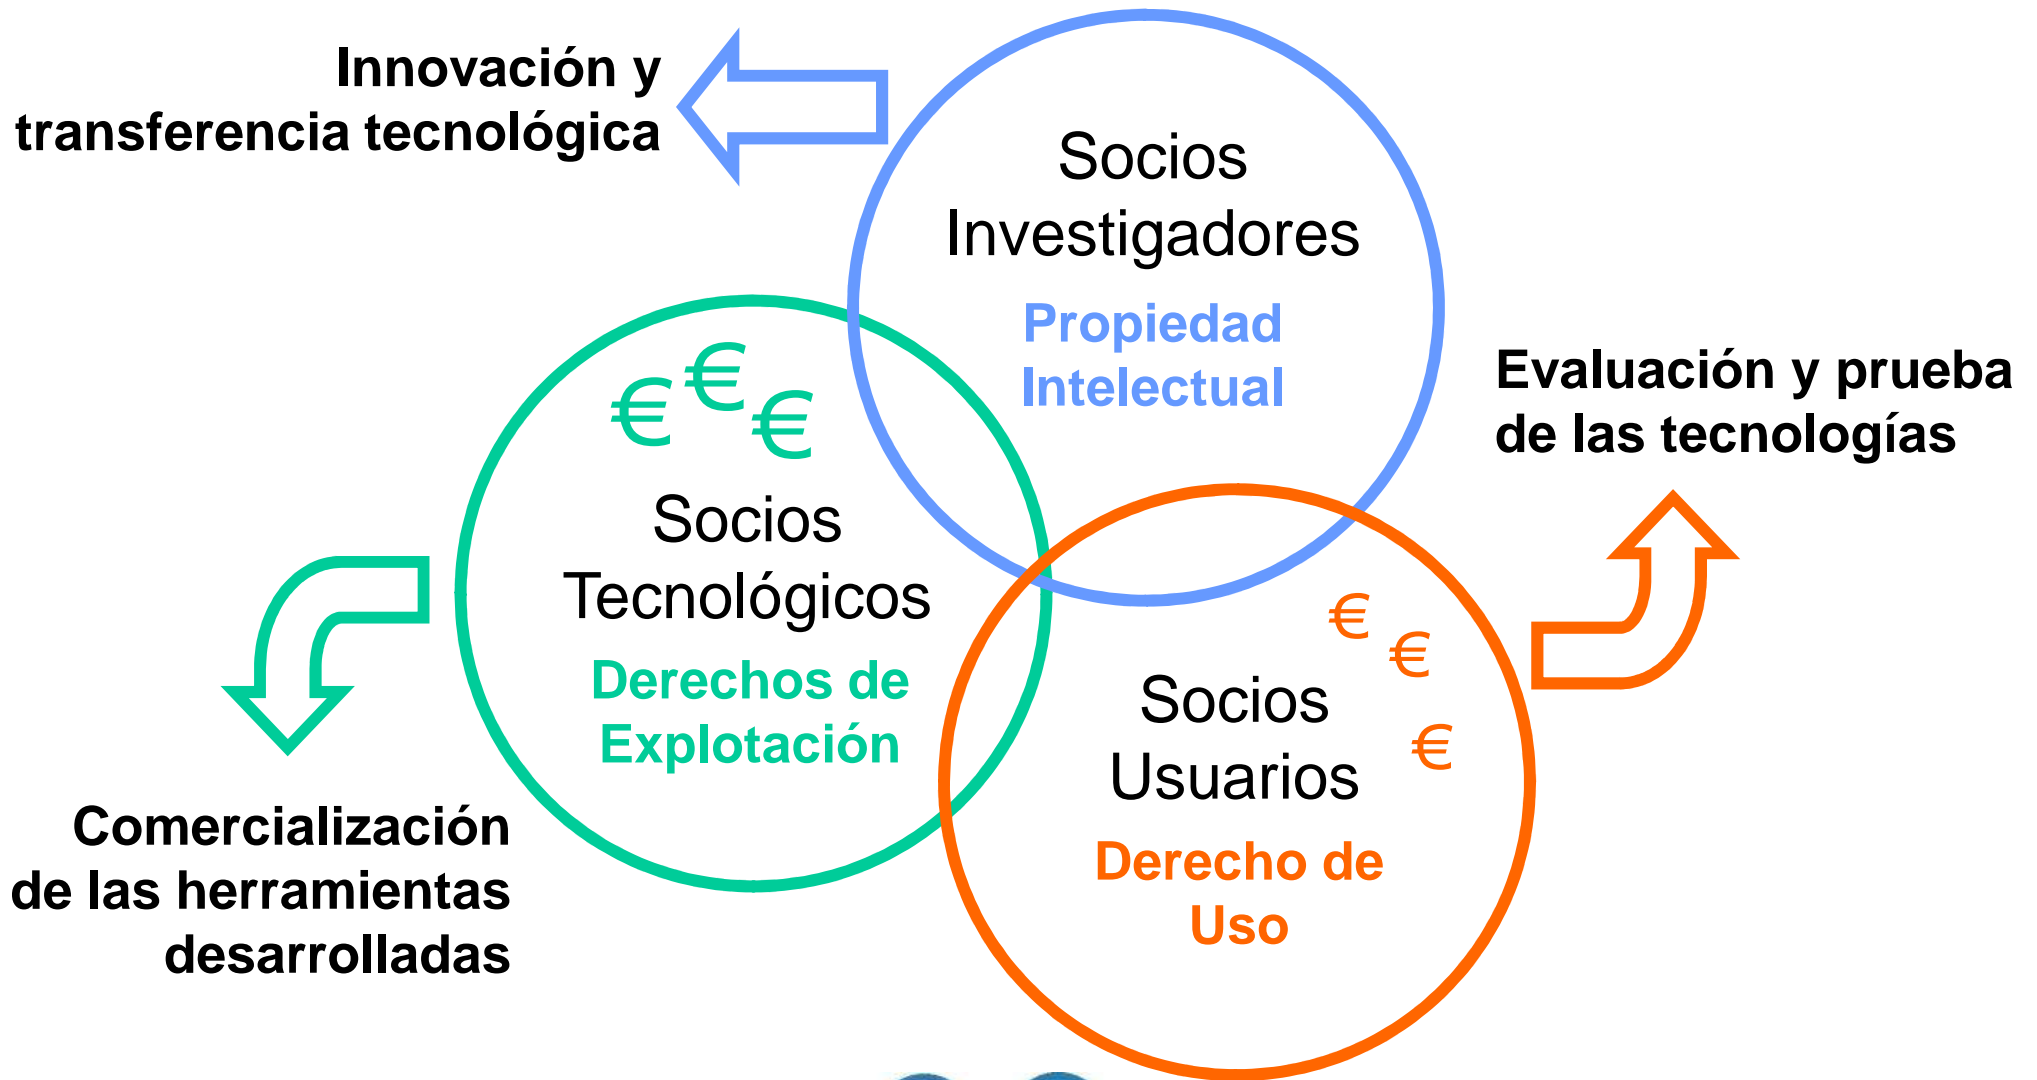 Innovación y
transferencia tecnológica
Socios
Investigadores
Propiedad
Intelectual
Evaluación y prueba
de las tecnologías
€ € €
Socios
Tecnológicos
Derechos de
Explotación
€
€
€
Socios
Usuarios
Derecho de
Uso
Comercialización
de las herramientas
desarrolladas